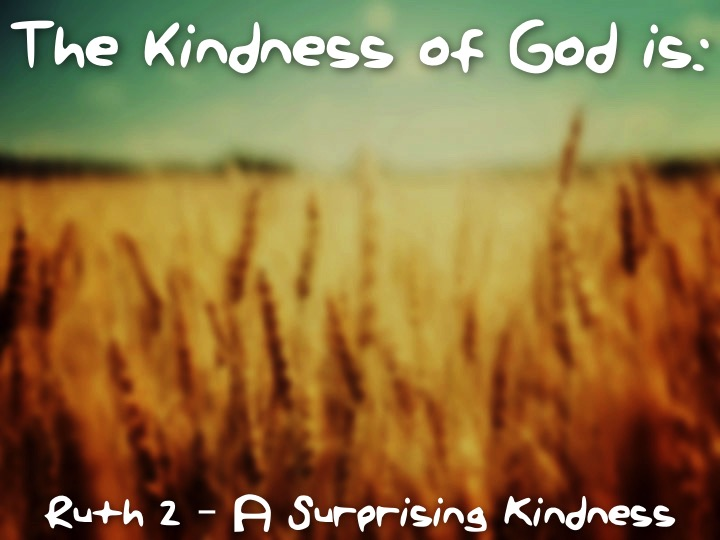 The Kindness of God is:
Ruth 2 - A Surprising Kindness